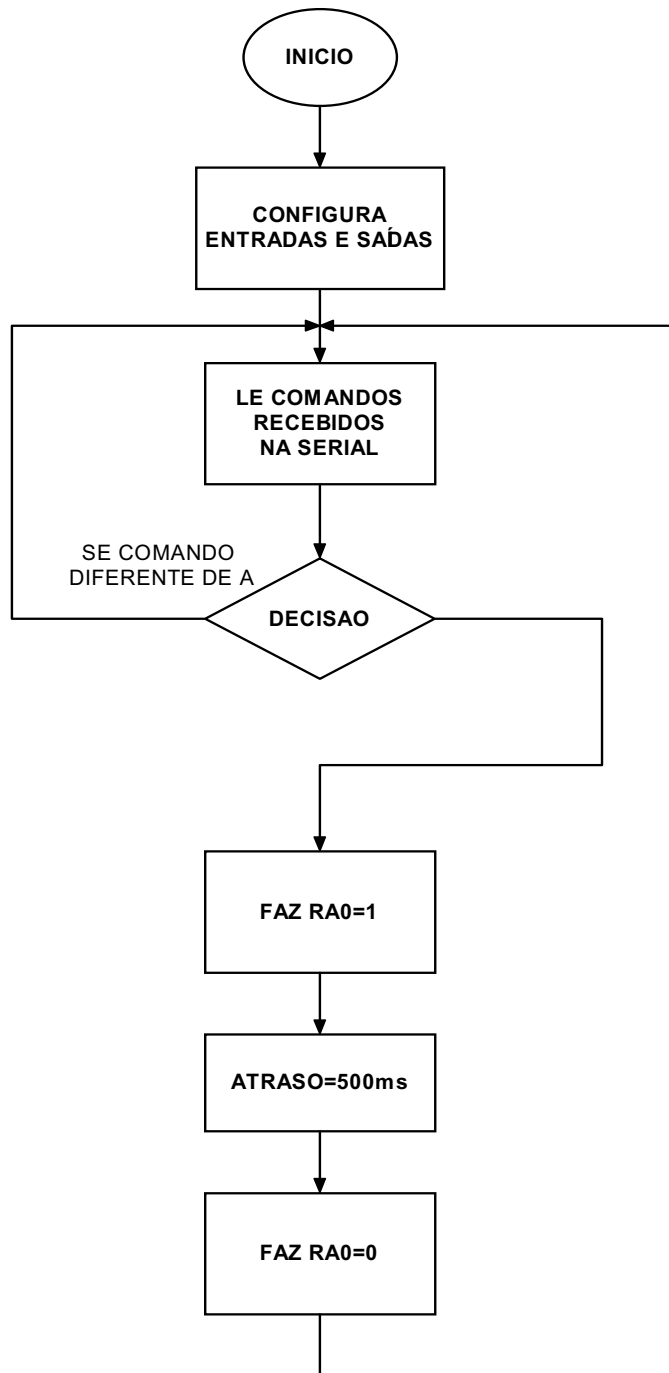 INICIO
CONFIGURA
ENTRADAS E SAÍDAS
LE COMANDOS
RECEBIDOS
NA SERIAL
SE COMANDO
DIFERENTE DE A
DECISAO
FAZ RA0=1
ATRASO=500ms
FAZ RA0=0